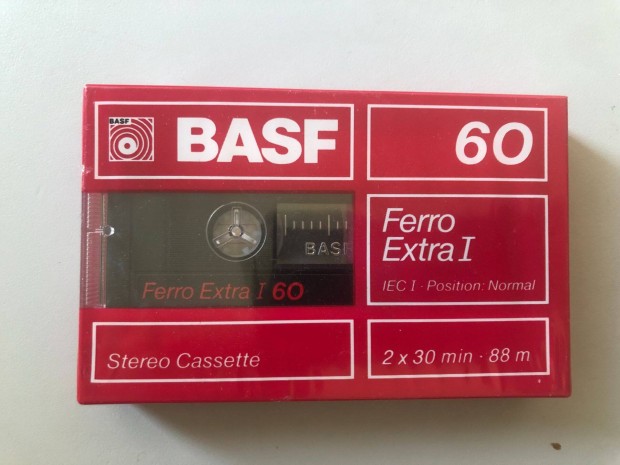 BASF
BASF
60
Ferro
Extra I
IEC I · Position: Normal
BASF
Ferro Extra I 60
Stereo Cassette
2 x 30 min · 88 m